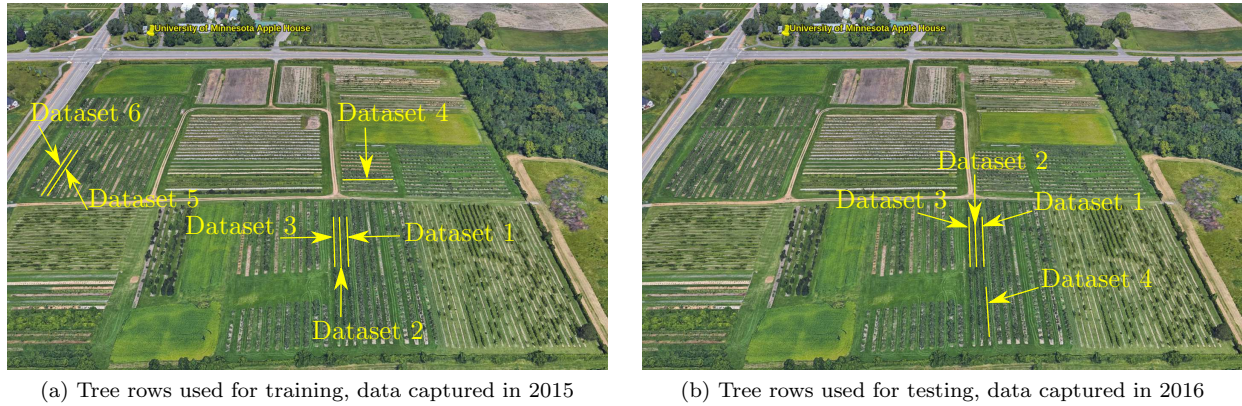 University of Minnesota Apple House
Dataset 6
Dataset 4
Dataset 5
Dataset 3
Dataset 1
Dataset 2
(a) Tree rows used for training, data captured in 2015
University of Minnesota Apple House
Dataset 2
Dataset 3
Dataset 1
Dataset 4
(b) Tree rows used for testing, data captured in 2016